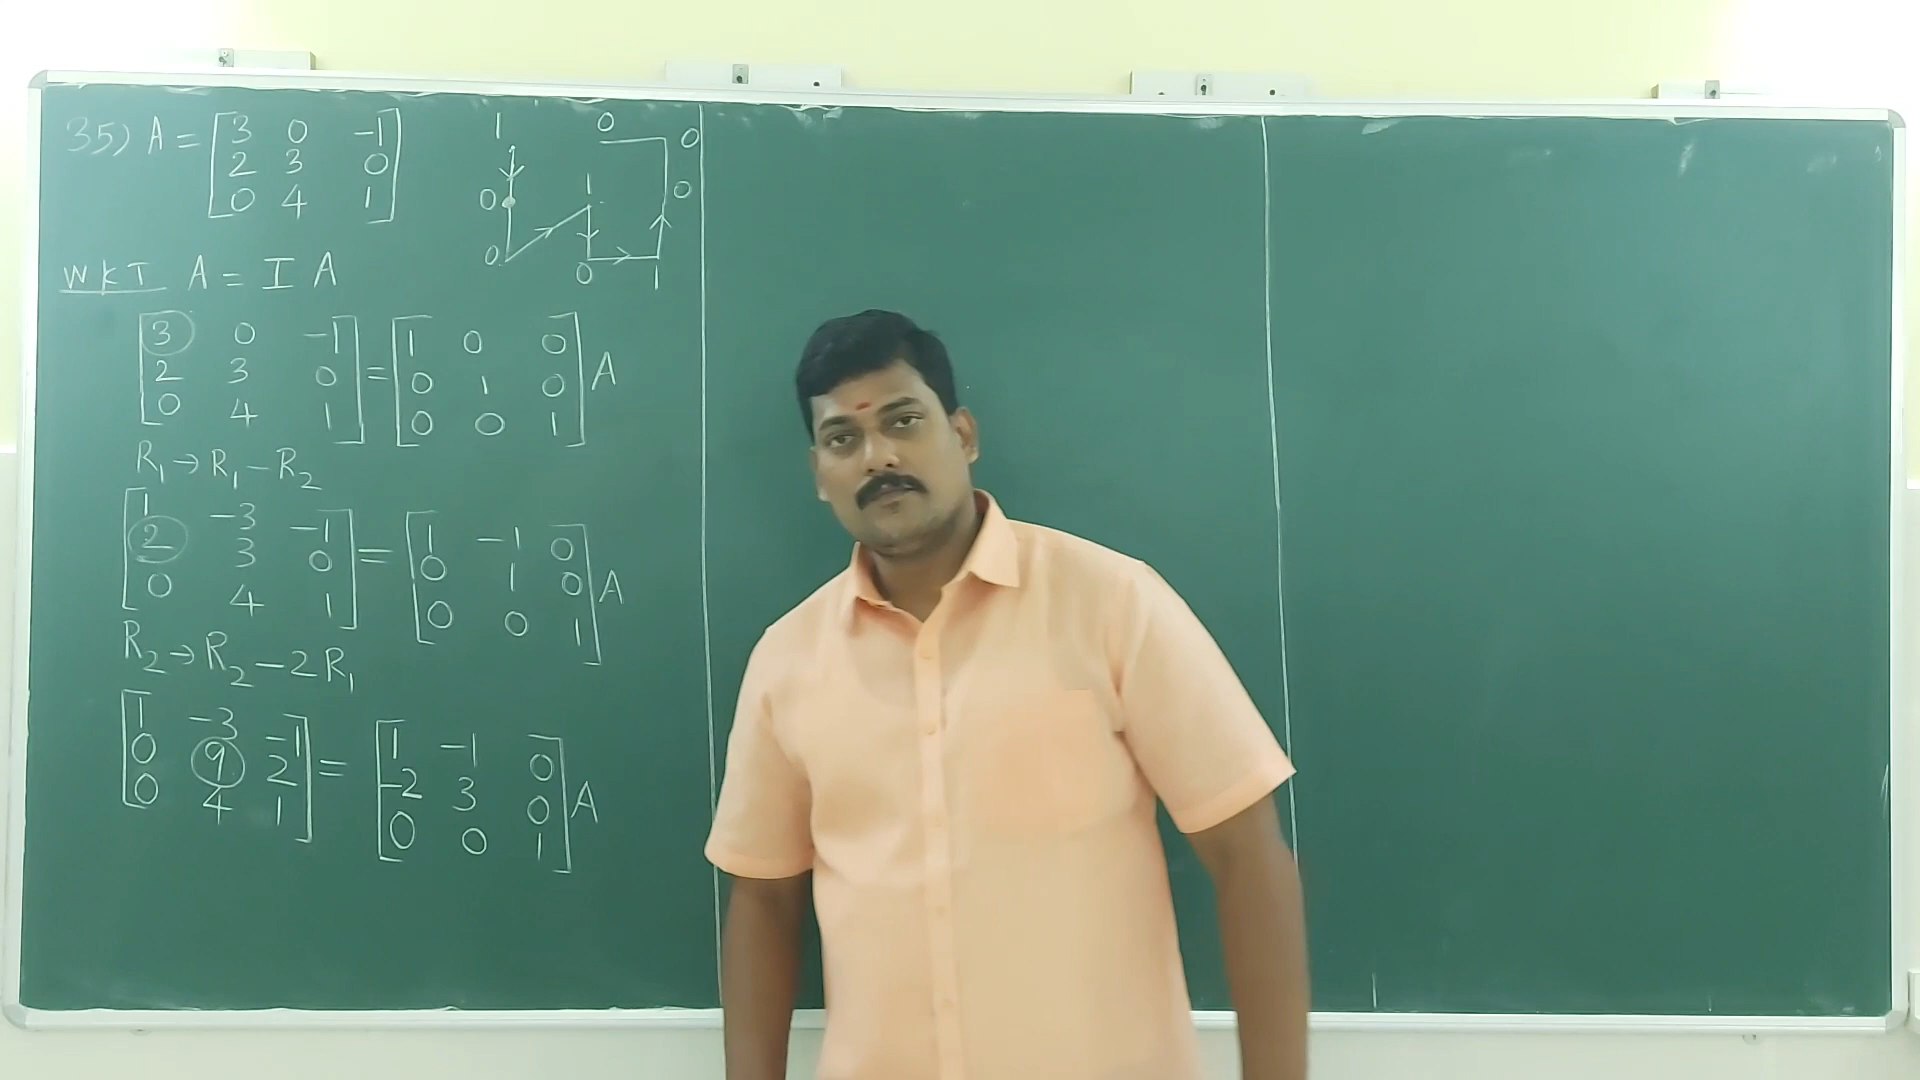 35) A = [3 0 -1
2 3 0
0 4 1]
1 0 0
0 1 0
0 0 1
WKT A = I A
[3 0 -1 [1 0 0
2 3 0 = 0 1 0 A
0 4 1] 0 0 1]
R₁→R₁-R₂
[1 -3 -1 [1 -1 0
2 3 0 = 0 1 0 A
0 4 1] 0 0 1]
R₂→R₂-2R₁
[1 -3 -1 [1 -1 0
0 9 2 = -2 3 0 A
0 4 1] 0 0 1]